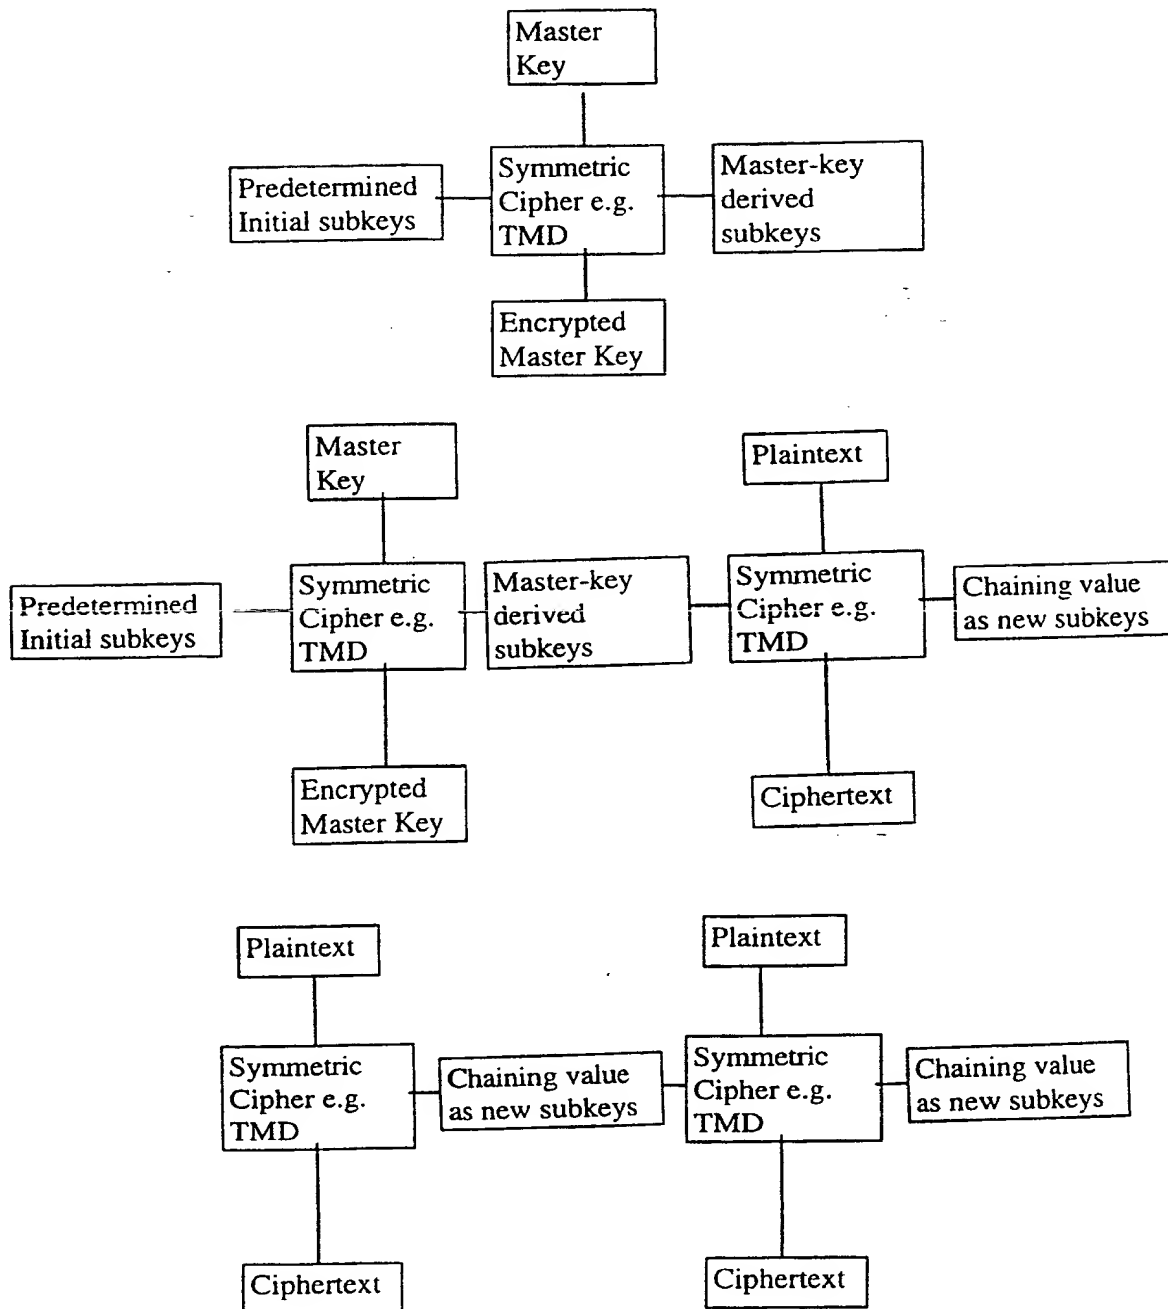 Master
Key
Predetermined
Initial subkeys
Symmetric
Cipher e.g.
TMD
Master-key
derived
subkeys
Encrypted
Master Key
Master
Key
Plaintext
Predetermined
Initial subkeys
Symmetric
Cipher e.g.
TMD
Master-key
derived
subkeys
Symmetric
Cipher e.g.
TMD
Chaining value
as new subkeys
Encrypted
Master Key
Ciphertext
Plaintext
Plaintext
Symmetric
Cipher e.g.
TMD
Chaining value
as new subkeys
Symmetric
Cipher e.g.
TMD
Chaining value
as new subkeys
Ciphertext
Ciphertext